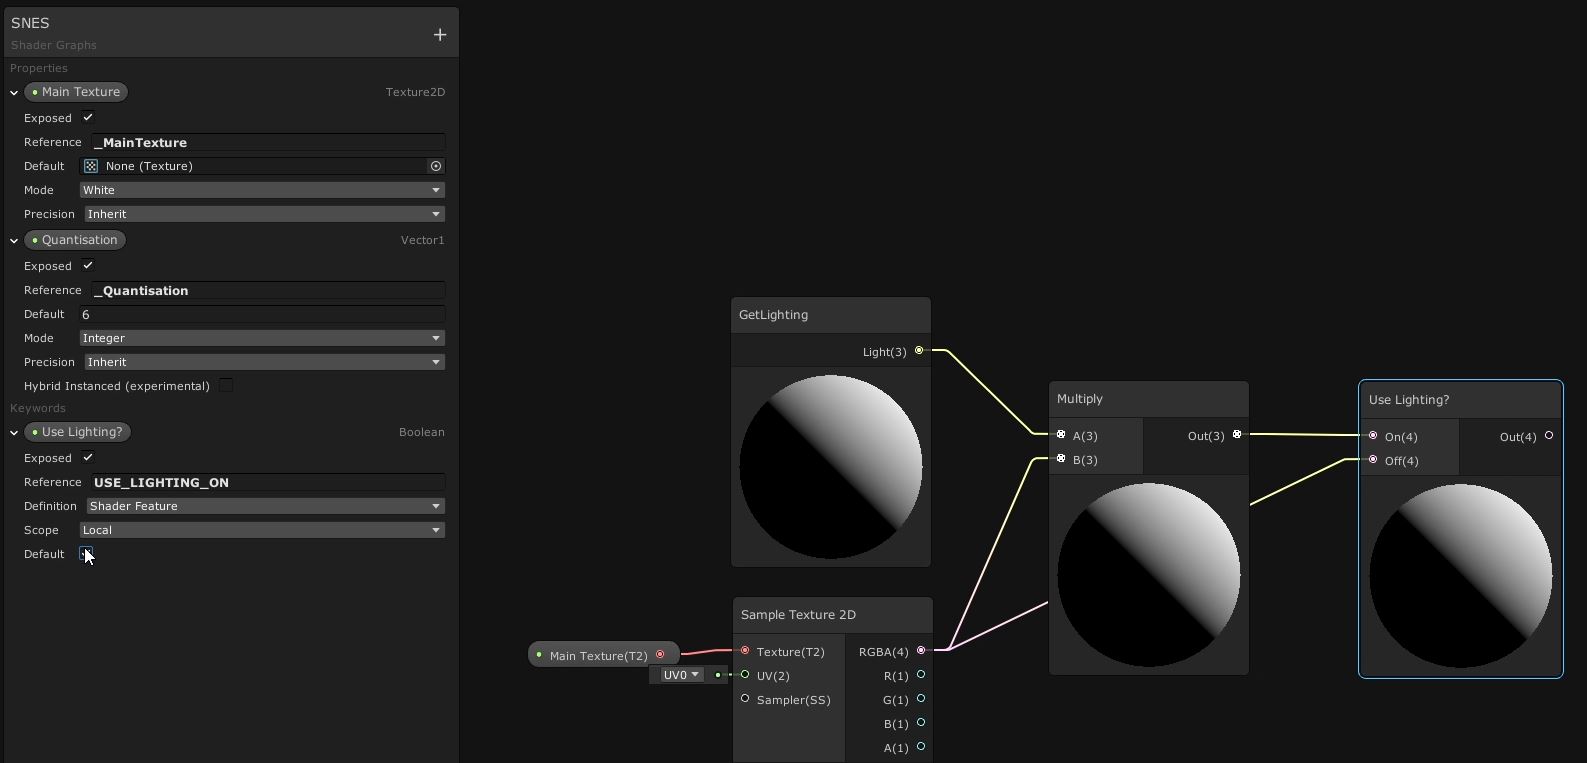 SNES
Shader Graphs
Properties
Main Texture Texture2D
Exposed
Reference _MainTexture
Default None (Texture)
Mode White
Precision Inherit
Quantisation Vector1
Exposed
Reference _Quantisation
Default 6
Mode Integer
Precision Inherit
Hybrid Instanced (experimental)
Keywords
Use Lighting? Boolean
Exposed
Reference USE_LIGHTING_ON
Definition Shader Feature
Scope Local
Default
GetLighting
Light(3)
Multiply
A(3) Out(3)
B(3)
Use Lighting?
On(4) Out(4)
Off(4)
Main Texture(T2)
UV0
Sample Texture 2D
Texture(T2) RGBA(4)
UV(2) R(1)
Sampler(SS) G(1)
B(1)
A(1)